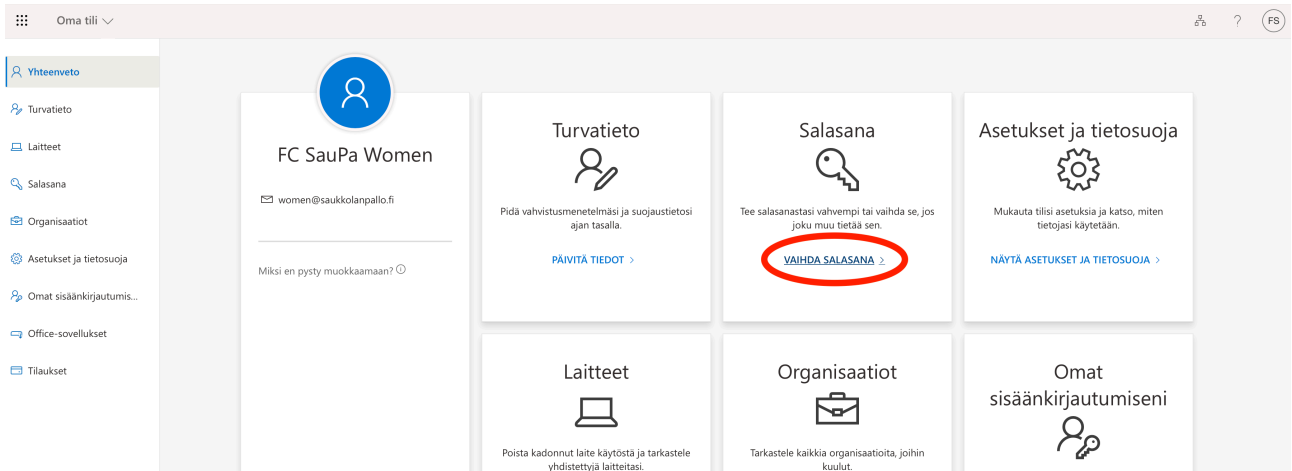 Oma tili
?
FS
Yhteenveto
Turvatieto
Laitteet
Salasana
Organisaatiot
Asetukset ja tietosuoja
Omat sisäänkirjautumis...
Office-sovellukset
Tilaukset
FC SauPa Women
women@saukkolanpallo.fi
Miksi en pysty muokkaamaan?
Turvatieto
Pidä vahvistusmenetelmäsi ja suojaustietosi
ajan tasalla.
PÄIVITÄ TIEDOT >
Salasana
Tee salasanastasi vahvempi tai vaihda se, jos
joku muu tietää sen.
VAIHDA SALASANA >
Asetukset ja tietosuoja
Mukauta tilisi asetuksia ja katso, miten
tietojasi käytetään.
NÄYTÄ ASETUKSET JA TIETOSUOJA >
Laitteet
Poista kadonnut laite käytöstä ja tarkastele
yhdistettyjä laitteitasi.
Organisaatiot
Tarkastele kaikkia organisaatioita, joihin
kuulut.
Omat
sisäänkirjautumiseni